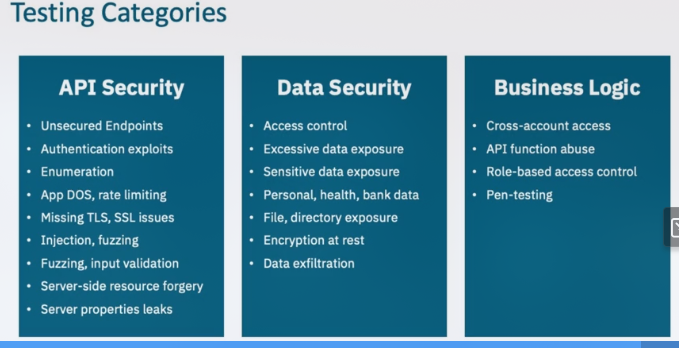 Testing Categories
API Security
• Unsecured Endpoints
• Authentication exploits
• Enumeration
• App DOS, rate limiting
• Missing TLS, SSL issues
• Injection, fuzzing
• Fuzzing, input validation
• Server-side resource forgery
• Server properties leaks
Data Security
• Access control
• Excessive data exposure
• Sensitive data exposure
• Personal, health, bank data
• File, directory exposure
• Encryption at rest
• Data exfiltration
Business Logic
• Cross-account access
• API function abuse
• Role-based access control
• Pen-testing